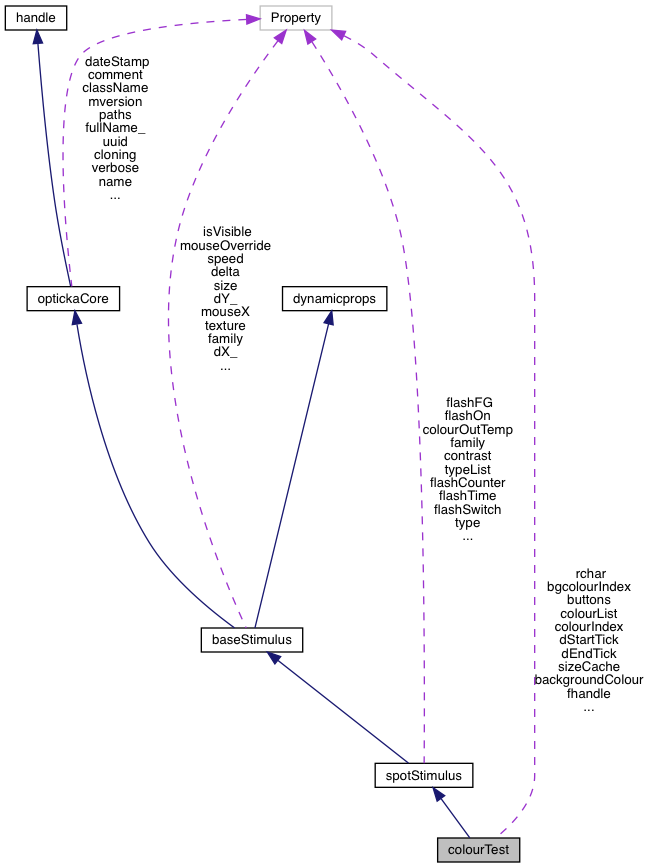 handle
Property
dateStamp
comment
className
mversion
paths
fullName_
uuid
cloning
verbose
name
...
isVisible
mouseOverride
speed
delta
size
dY_
mouseX
texture
family
dX_
...
optickaCore
dynamicprops
flashFG
flashOn
colourOutTemp
family
contrast
typeList
flashCounter
flashTime
flashSwitch
type
...
rchar
bgcolourIndex
buttons
colourList
colourIndex
dStartTick
dEndTick
sizeCache
backgroundColour
fhandle
...
baseStimulus
spotStimulus
colourTest